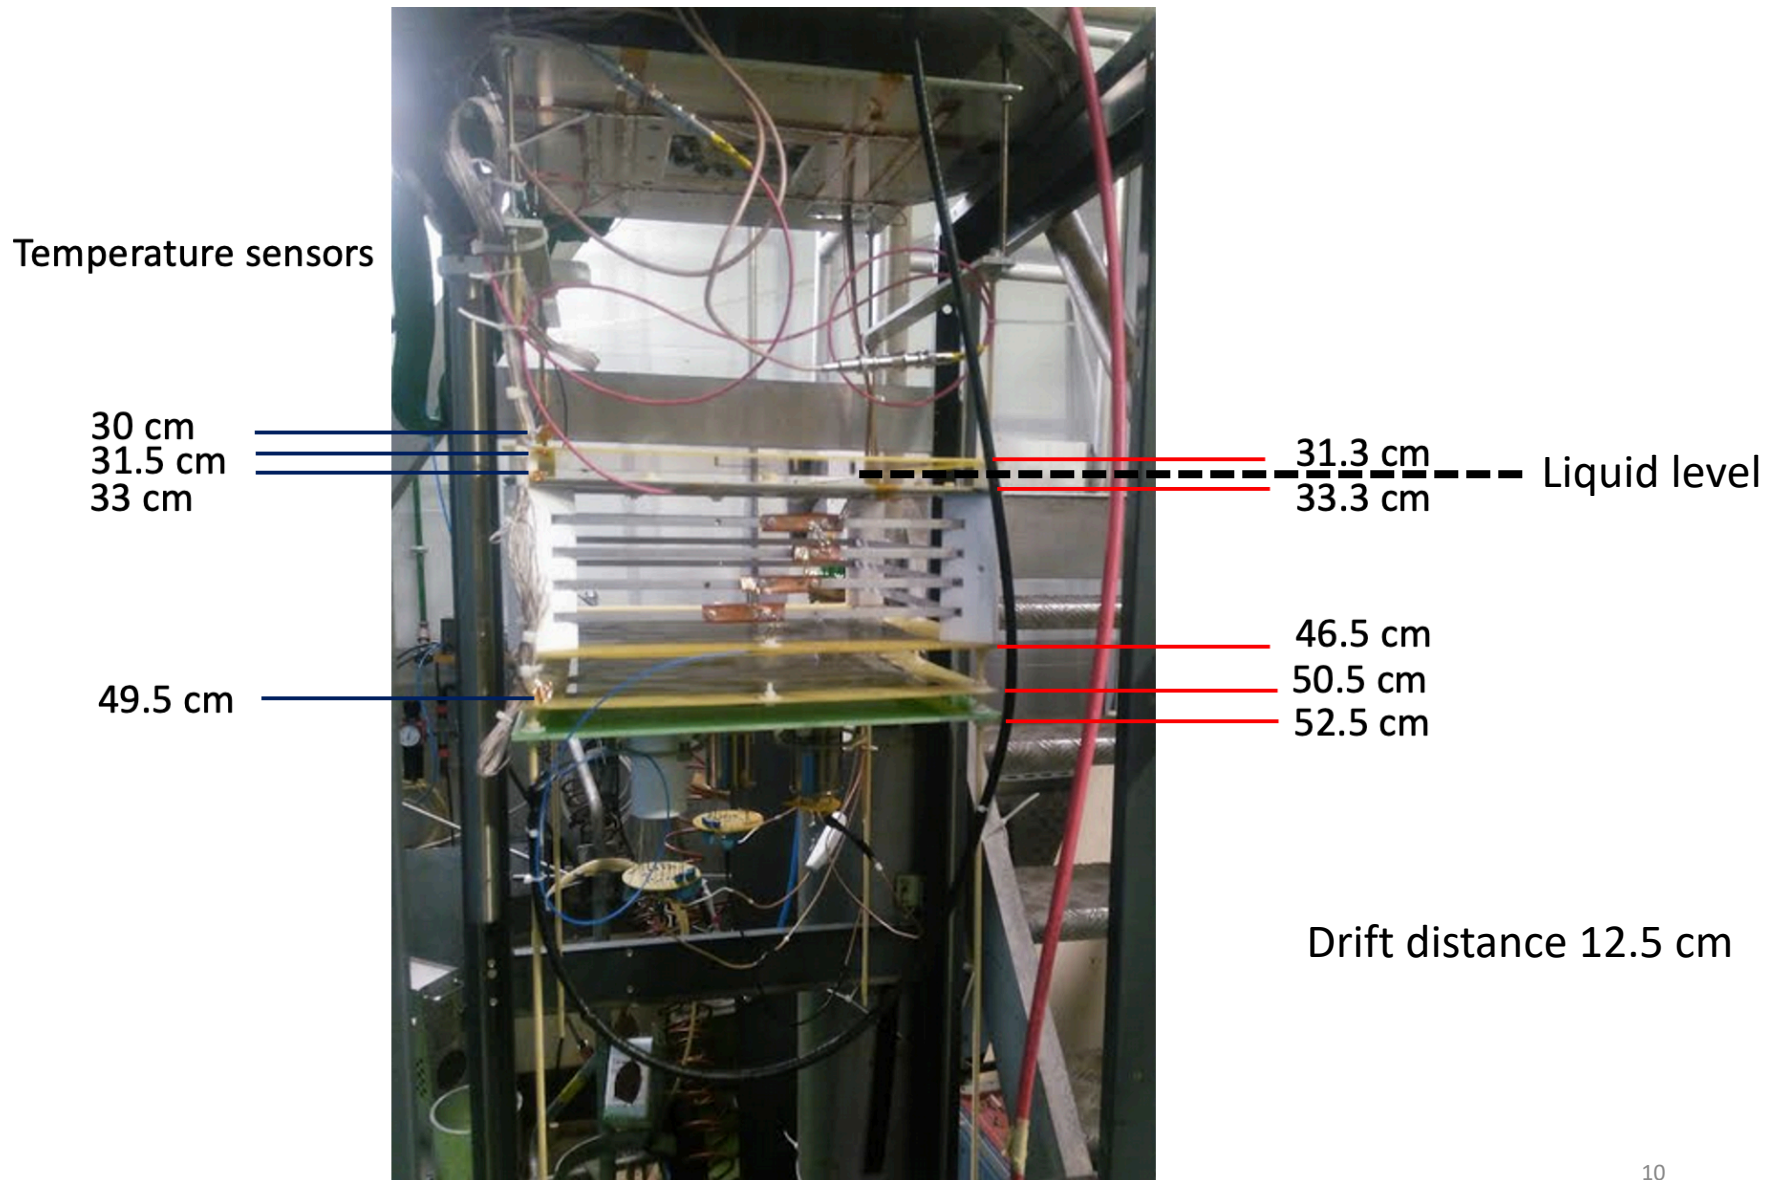 Temperature sensors
30 cm
31.5 cm
33 cm
49.5 cm
31.3 cm
Liquid level
33.3 cm
46.5 cm
50.5 cm
52.5 cm
Drift distance 12.5 cm
10